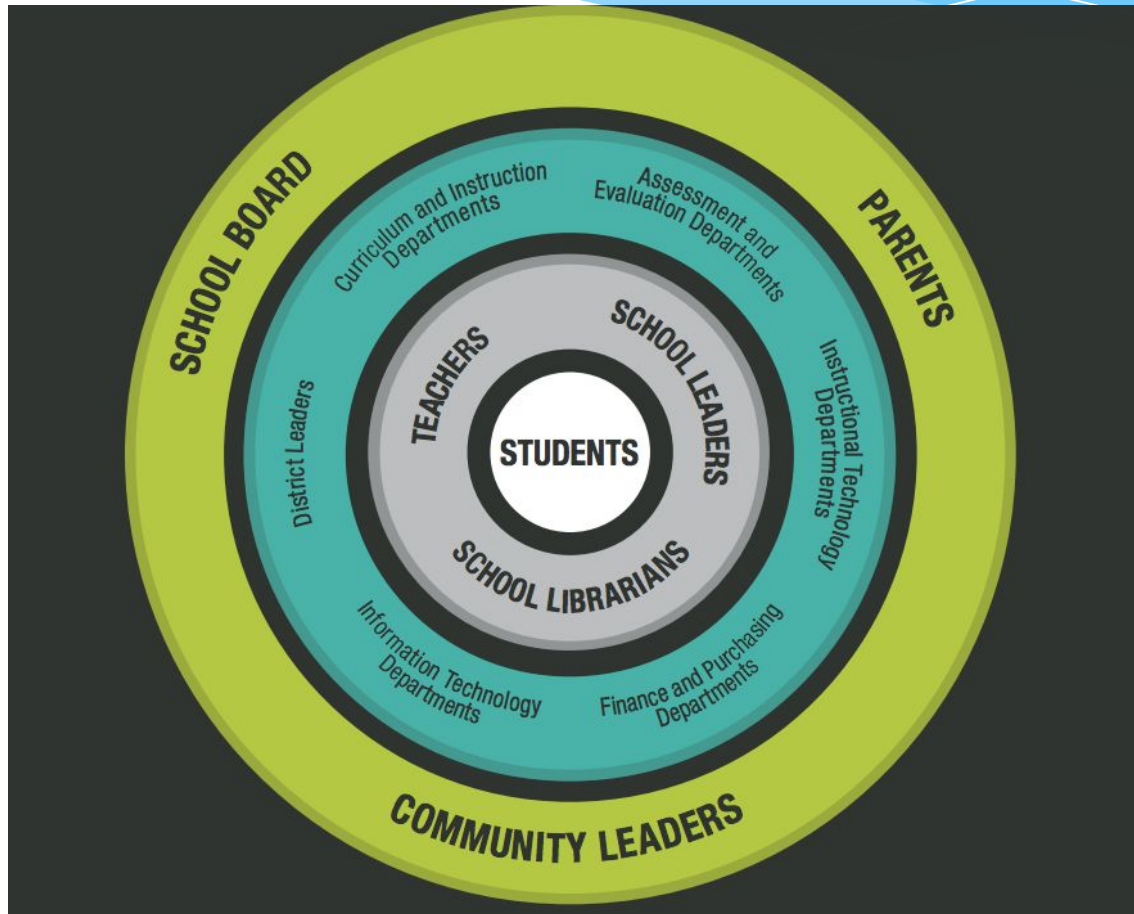 SCHOOL BOARD
PARENTS
COMMUNITY LEADERS
Curriculum and Instruction
Departments
Assessment and
Evaluation Departments
Instructional Technology
Departments
Finance and Purchasing
Departments
Information Technology
Departments
District Leaders
TEACHERS
SCHOOL LEADERS
SCHOOL LIBRARIANS
STUDENTS